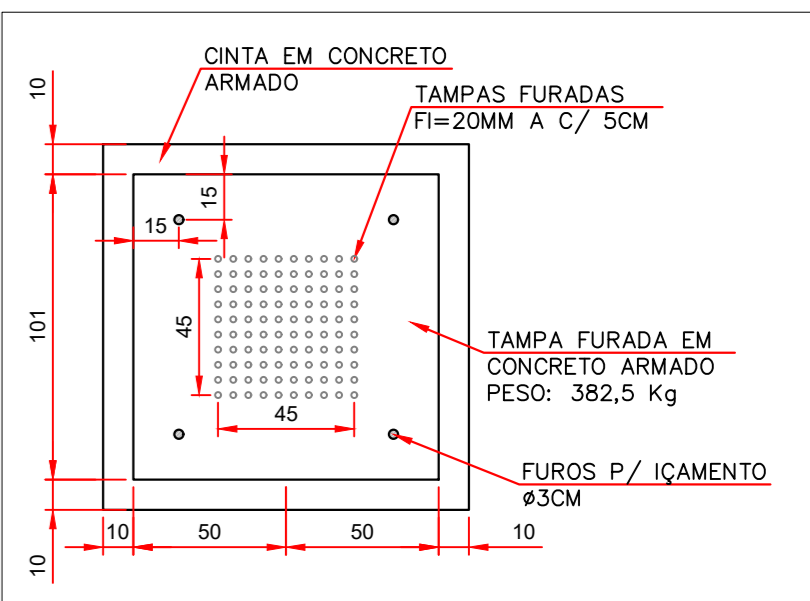 CINTA EM CONCRETO
ARMADO
TAMPAS FURADAS
FI=20MM A C/ 5CM
10
15
15
101
45
45
TAMPA FURADA EM
CONCRETO ARMADO
PESO: 382,5 Kg
FUROS P/ IÇAMENTO
ø3CM
10
10
50
50
10